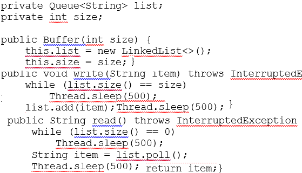 private Queue<String> list;
private int size;
public Buffer(int size) {
this.list = new LinkedList<>();
this.size = size;}
public void write(String item) throws InterruptedE
while (list.size() == size)
Thread.sleep(500);
list.add(item);Thread.sleep(500); }
public String read() throws InterruptedException
while (list.size() == 0)
Thread.sleep(500);
String item = list.poll();
Thread.sleep(500); return item;}